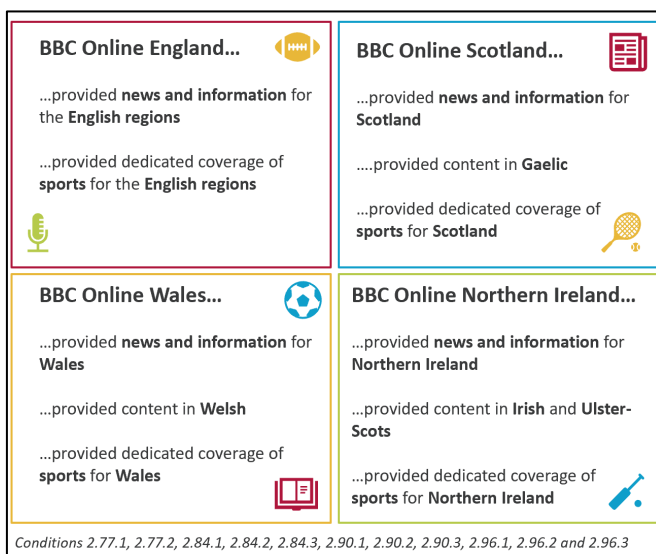 BBC Online England...
...provided news and information for
the English regions
...provided dedicated coverage of
sports for the English regions
BBC Online Scotland...
...provided news and information for
Scotland
....provided content in Gaelic
...provided dedicated coverage of
sports for Scotland
BBC Online Wales...
...provided news and information for
Wales
...provided content in Welsh
...provided dedicated coverage of
sports for Wales
BBC Online Northern Ireland...
...provided news and information for
Northern Ireland
...provided content in Irish and Ulster-
Scots
...provided dedicated coverage of
sports for Northern Ireland
Conditions 2.77.1, 2.77.2, 2.84.1, 2.84.2, 2.84.3, 2.90.1, 2.90.2, 2.90.3, 2.96.1, 2.96.2 and 2.96.3